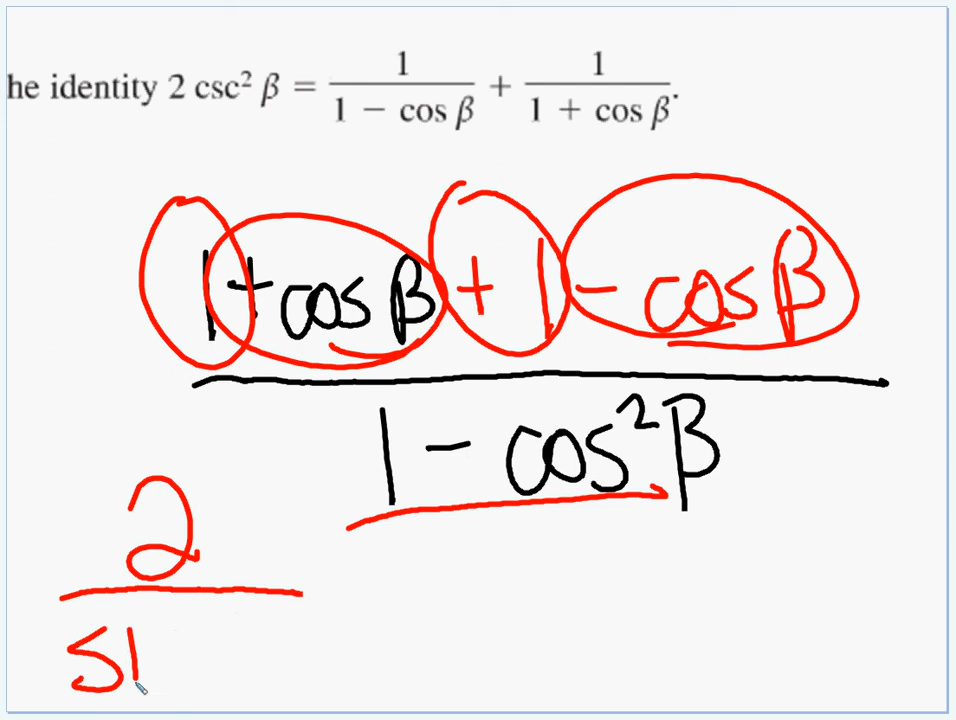 he identity 2 csc² β = 1/(1 − cos β) + 1/(1 + cos β).
1 + cos β + 1 − cos β
1 − cos² β
2
SI